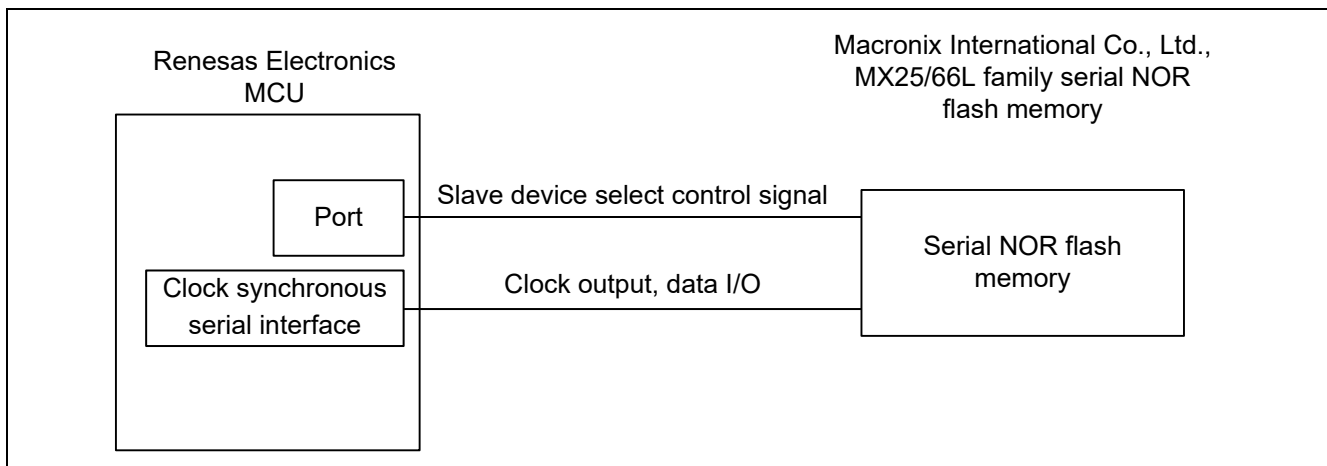 Renesas Electronics
MCU
Macronix International Co., Ltd.,
MX25/66L family serial NOR
flash memory
Port
Slave device select control signal
Clock synchronous
serial interface
Clock output, data I/O
Serial NOR flash
memory